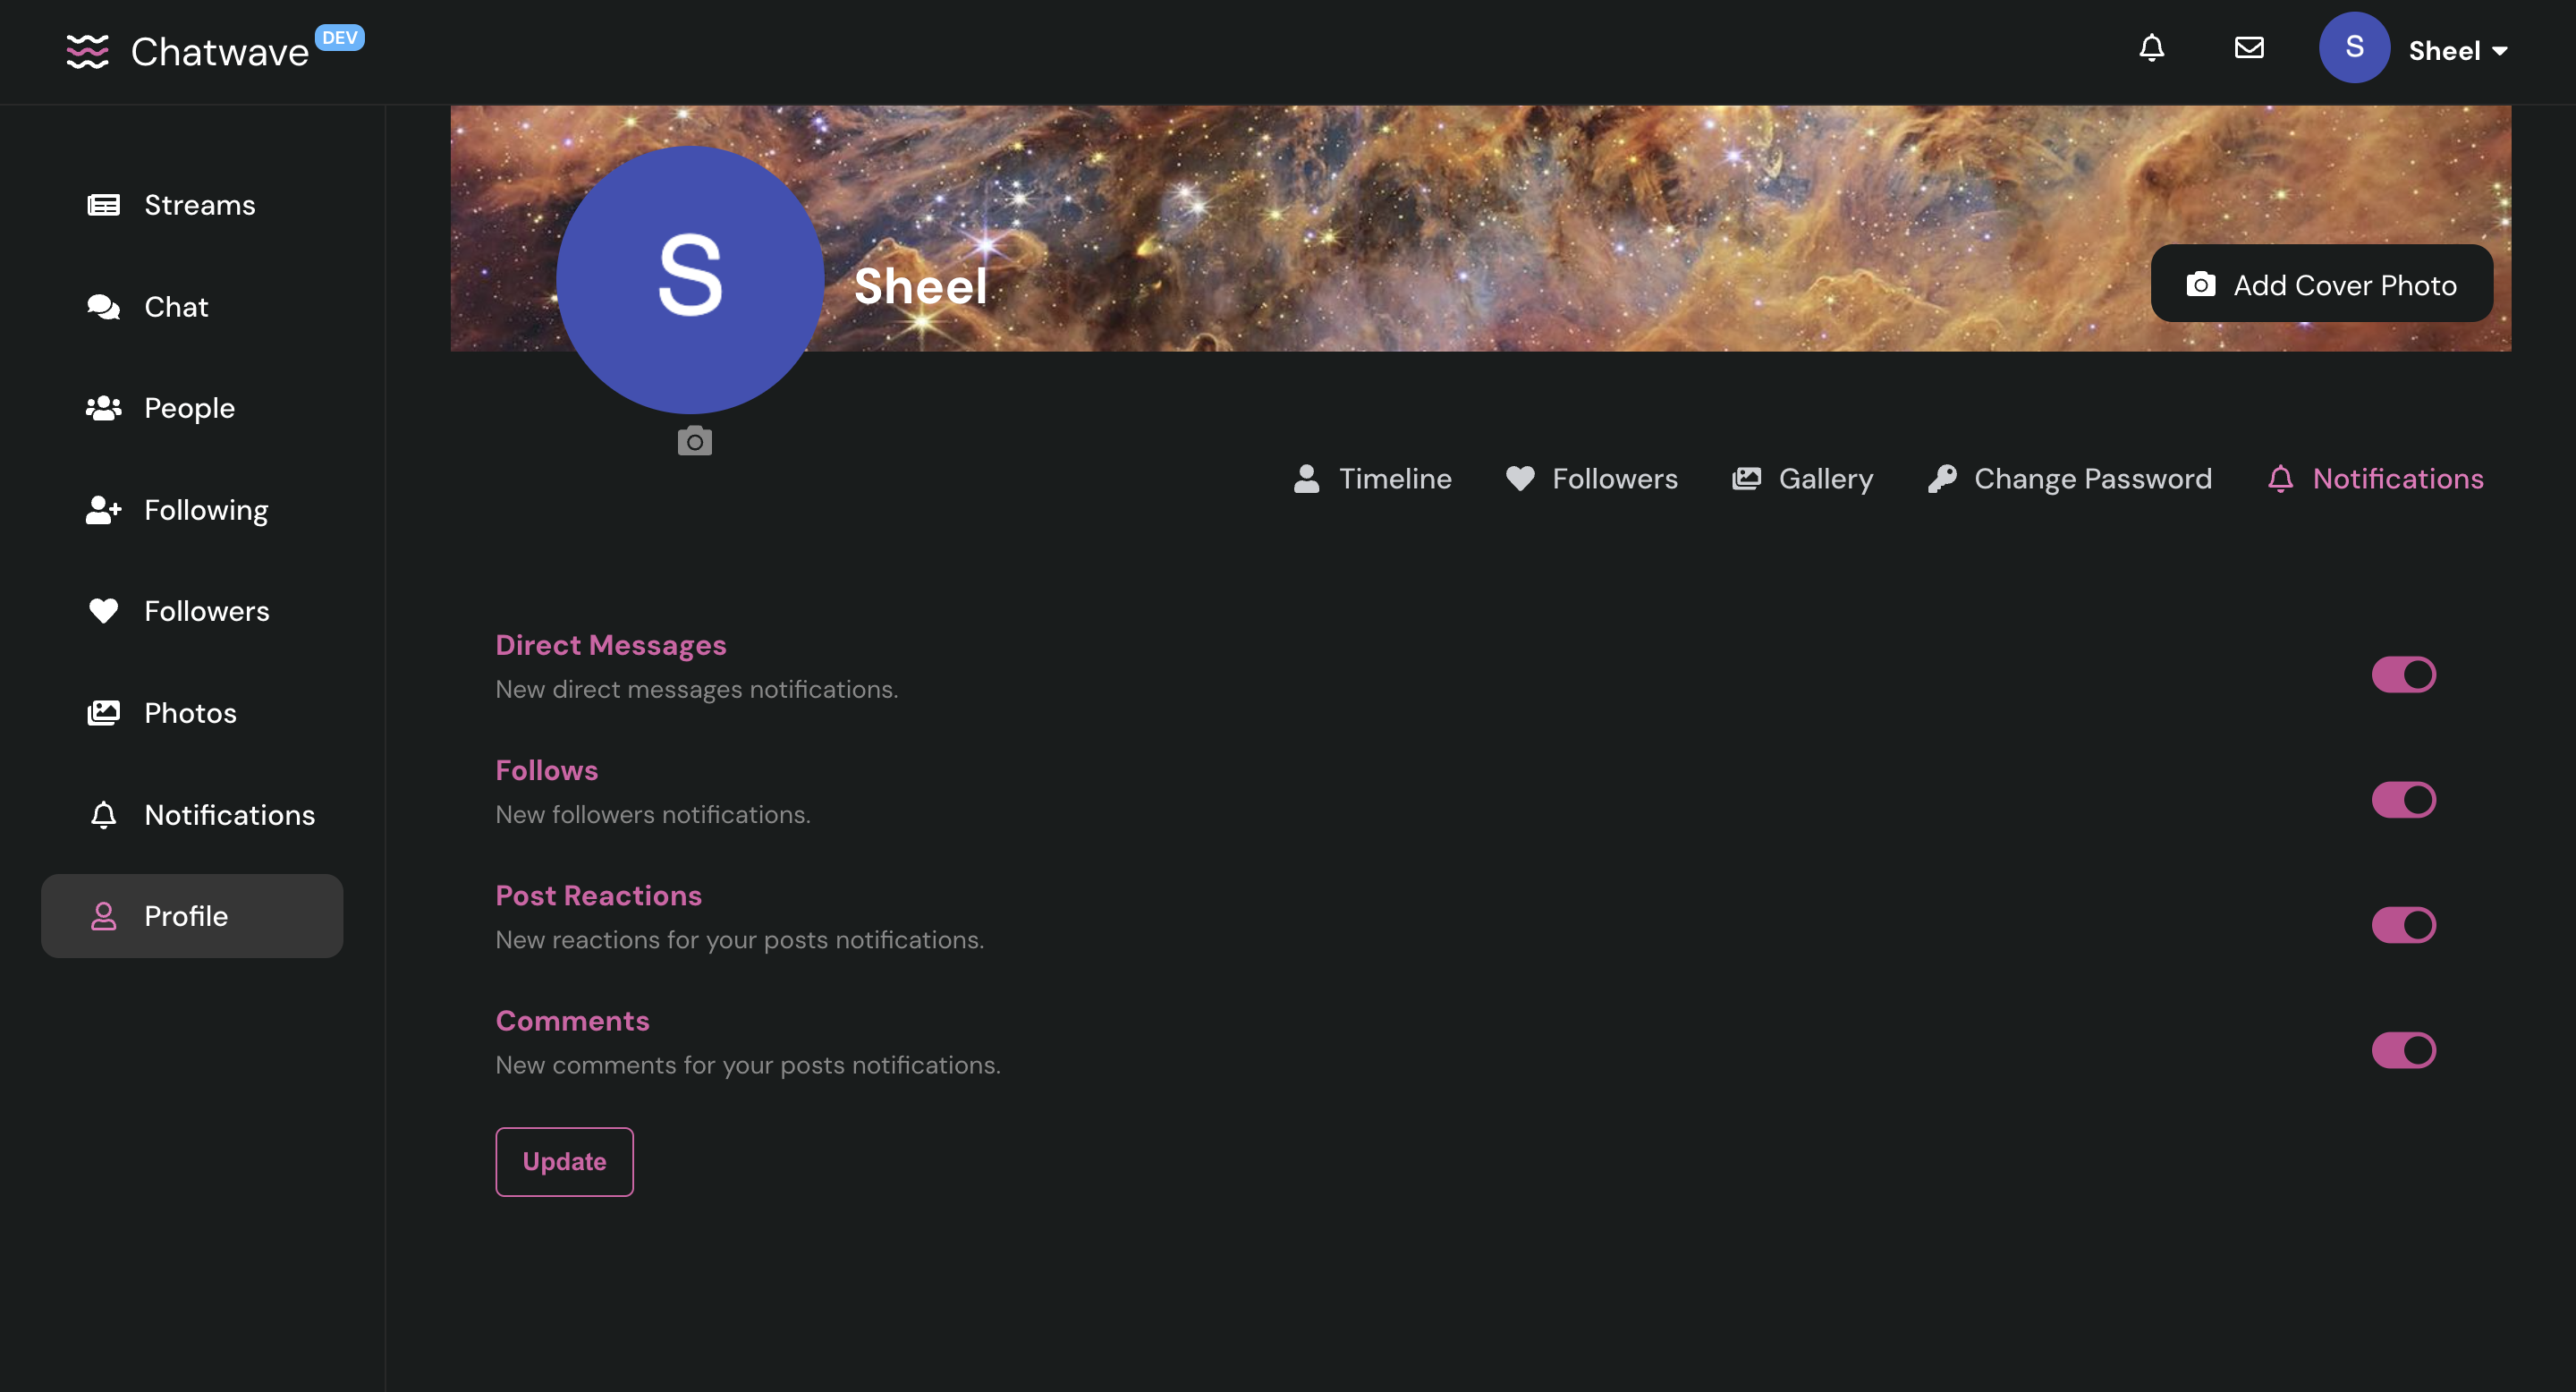 Chatwave DEV
S Sheel
Streams
Chat
People
Following
Followers
Photos
Notifications
Profile
S
Sheel
Add Cover Photo
Timeline Followers Gallery Change Password Notifications
Direct Messages
New direct messages notifications.
Follows
New followers notifications.
Post Reactions
New reactions for your posts notifications.
Comments
New comments for your posts notifications.
Update